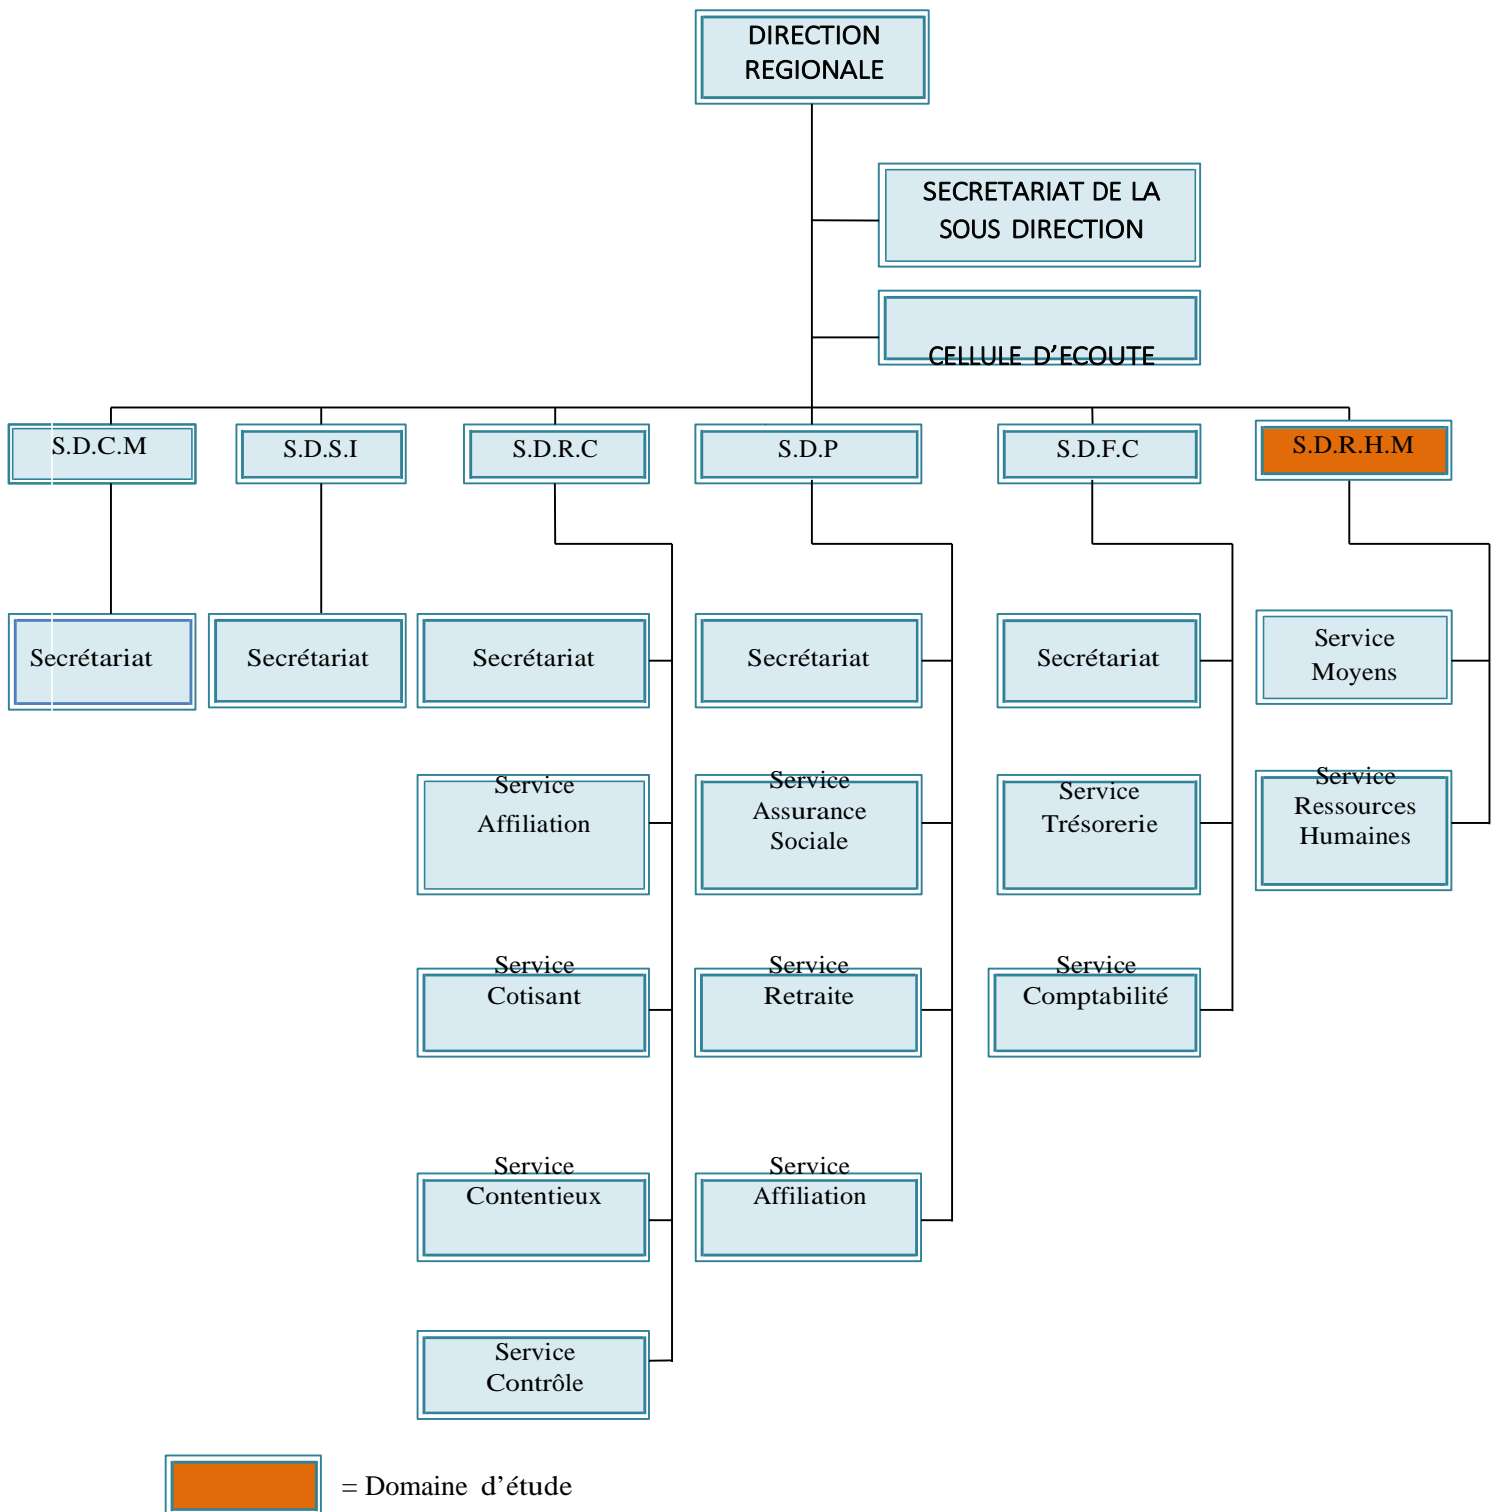 DIRECTION
REGIONALE
SECRETARIAT DE LA
SOUS DIRECTION
CELLULE D’ECOUTE
S.D.C.M
S.D.S.I
S.D.R.C
S.D.P
S.D.F.C
S.D.R.H.M
Secrétariat
Secrétariat
Secrétariat
Secrétariat
Secrétariat
Service
Moyens
Service
Affiliation
Service
Assurance
Sociale
Service
Trésorerie
Service
Ressources
Humaines
Service
Cotisant
Service
Retraite
Service
Comptabilité
Service
Contentieux
Service
Affiliation
Service
Contrôle
= Domaine d’étude